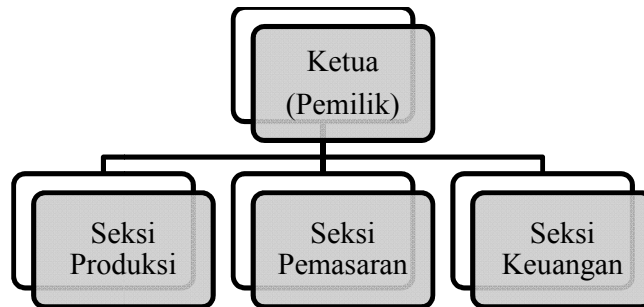 Ketua
(Pemilik)
Seksi
Produksi
Seksi
Pemasaran
Seksi
Keuangan